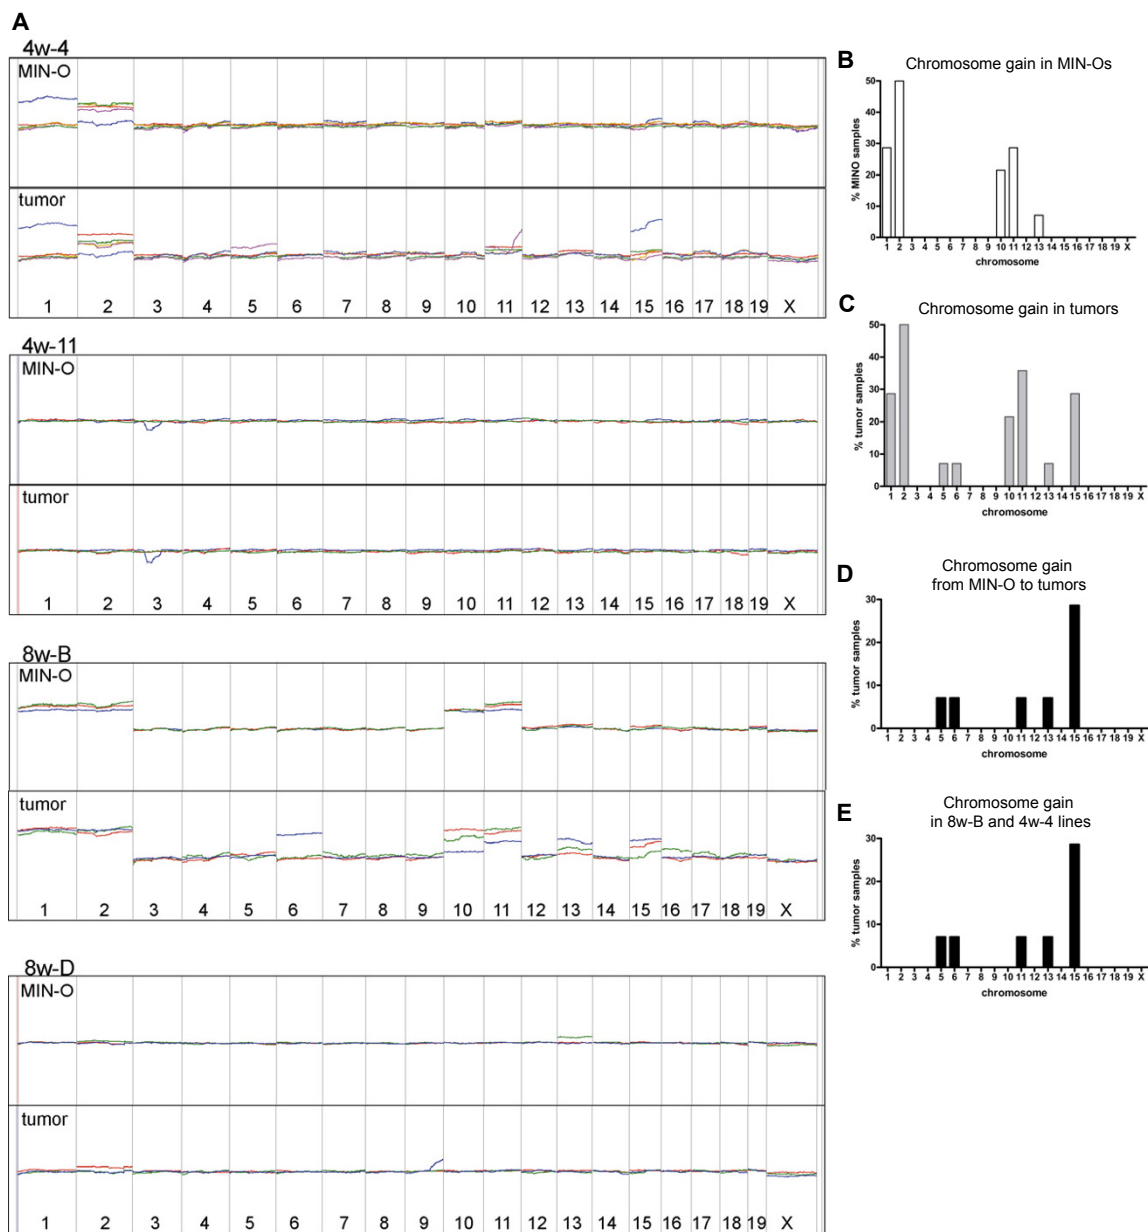 A
4w-4
MIN-O
tumor
1 2 3 4 5 6 7 8 9 10 11 12 13 14 15 16 17 18 19 X
4w-11
MIN-O
tumor
1 2 3 4 5 6 7 8 9 10 11 12 13 14 15 16 17 18 19 X
8w-B
MIN-O
tumor
1 2 3 4 5 6 7 8 9 10 11 12 13 14 15 16 17 18 19 X
8w-D
MIN-O
tumor
1 2 3 4 5 6 7 8 9 10 11 12 13 14 15 16 17 18 19 X
B
Chromosome gain in MIN-Os
% MINO samples
50
40
30
20
10
0
1 2 3 4 5 6 7 8 9 10 11 12 13 14 15 16 17 18 19 X
chromosome
C
Chromosome gain in tumors
% tumor samples
50
40
30
20
10
0
1 2 3 4 5 6 7 8 9 10 11 12 13 14 15 16 17 18 19 X
chromosome
D
Chromosome gain
from MIN-O to tumors
% tumor samples
30
20
10
0
1 2 3 4 5 6 7 8 9 10 11 12 13 14 15 16 17 18 19 X
chromosome
E
Chromosome gain
in 8w-B and 4w-4 lines
% tumor samples
30
20
10
0
1 2 3 4 5 6 7 8 9 10 11 12 13 14 15 16 17 18 19 X
chromosome